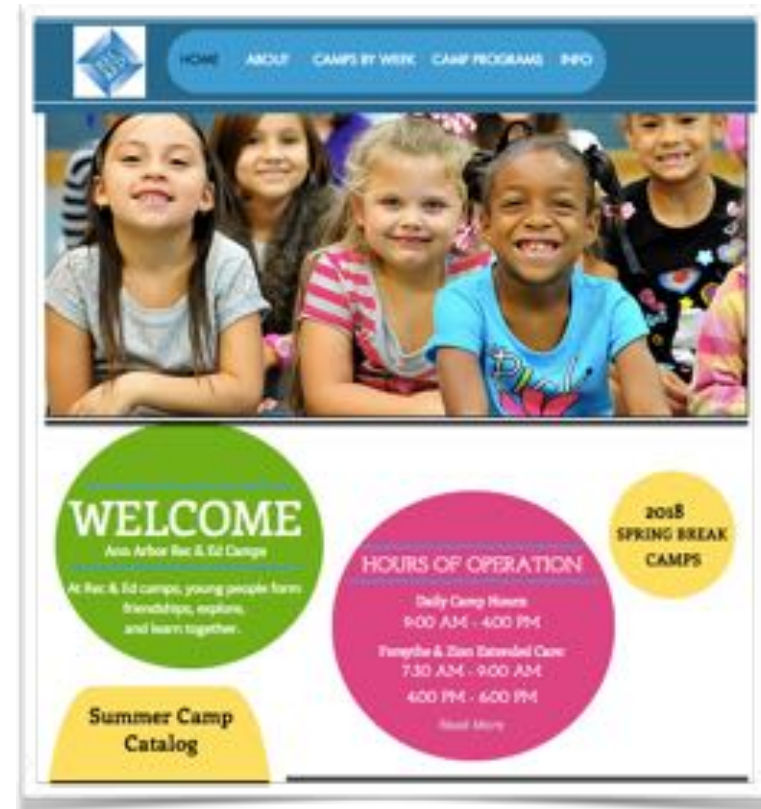 HOME ABOUT CAMPS BY WEEK CAMP PROGRAMS INFO
WELCOME
Ann Arbor Rec & Ed Camps
At Rec & Ed camps, young people form
friendships, explore,
and learn together.
HOURS OF OPERATION
Daily Camp Hours
9:00 AM - 4:00 PM
Forsythe & Zion Extended Care:
7:30 AM - 9:00 AM
4:00 PM - 6:00 PM
Read More
2018
SPRING BREAK
CAMPS
Summer Camp
Catalog